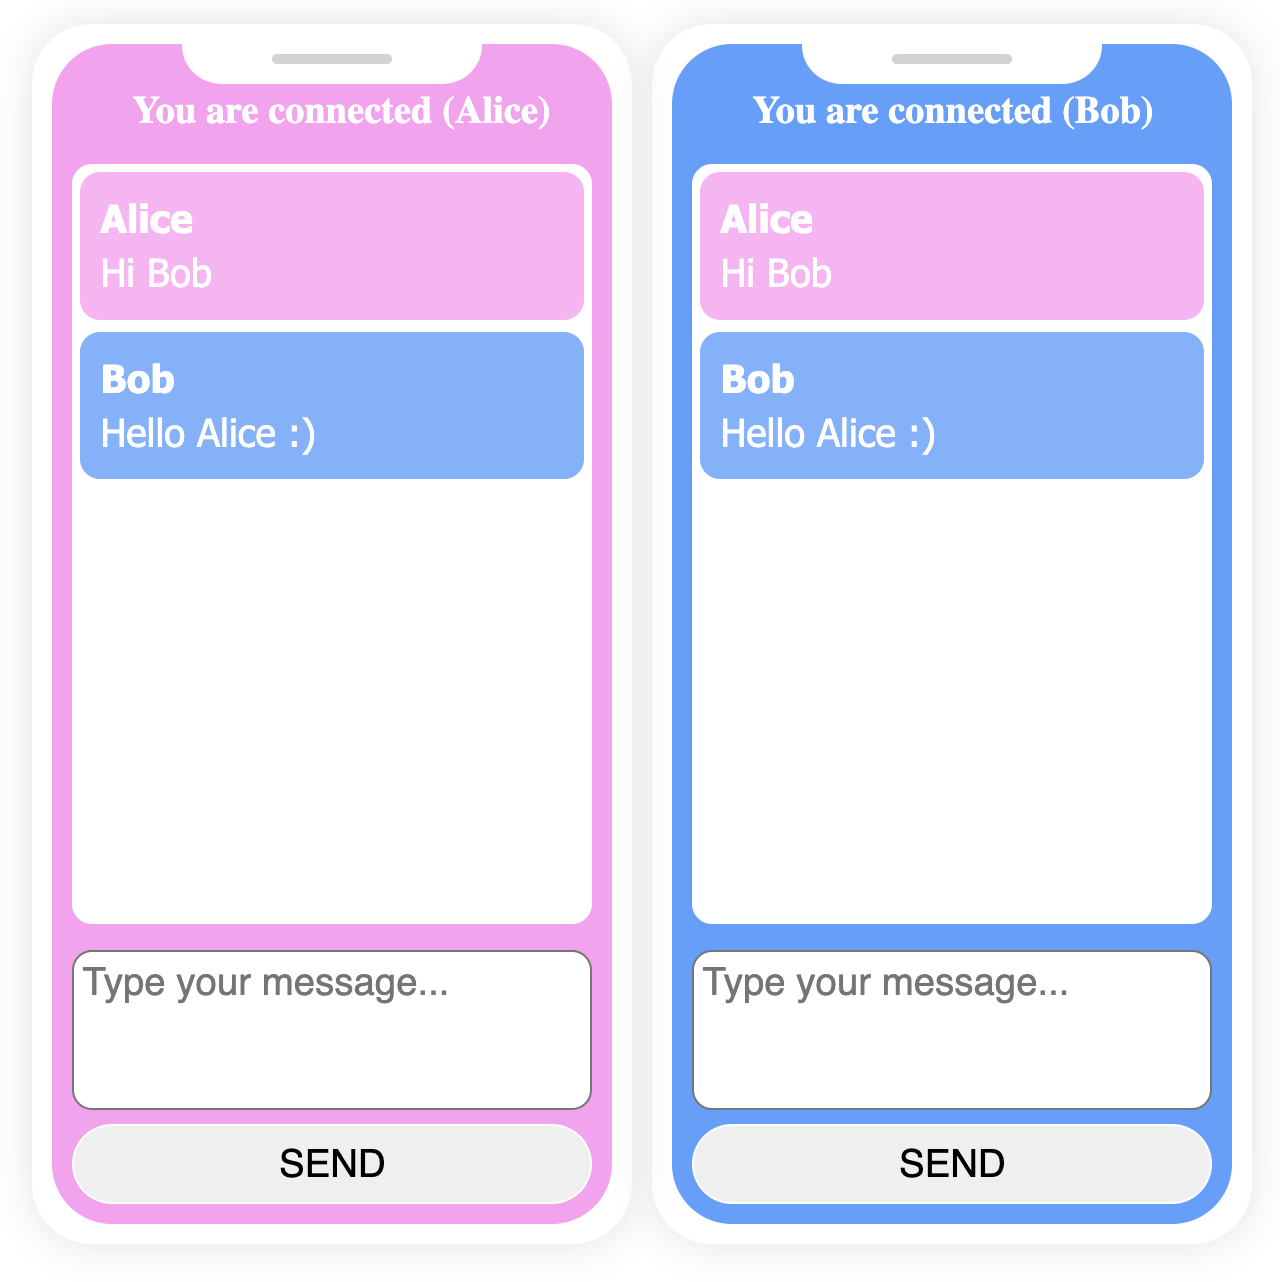 You are connected (Alice)
Alice
Hi Bob
Bob
Hello Alice :)
Type your message...
SEND
You are connected (Bob)
Alice
Hi Bob
Bob
Hello Alice :)
Type your message...
SEND